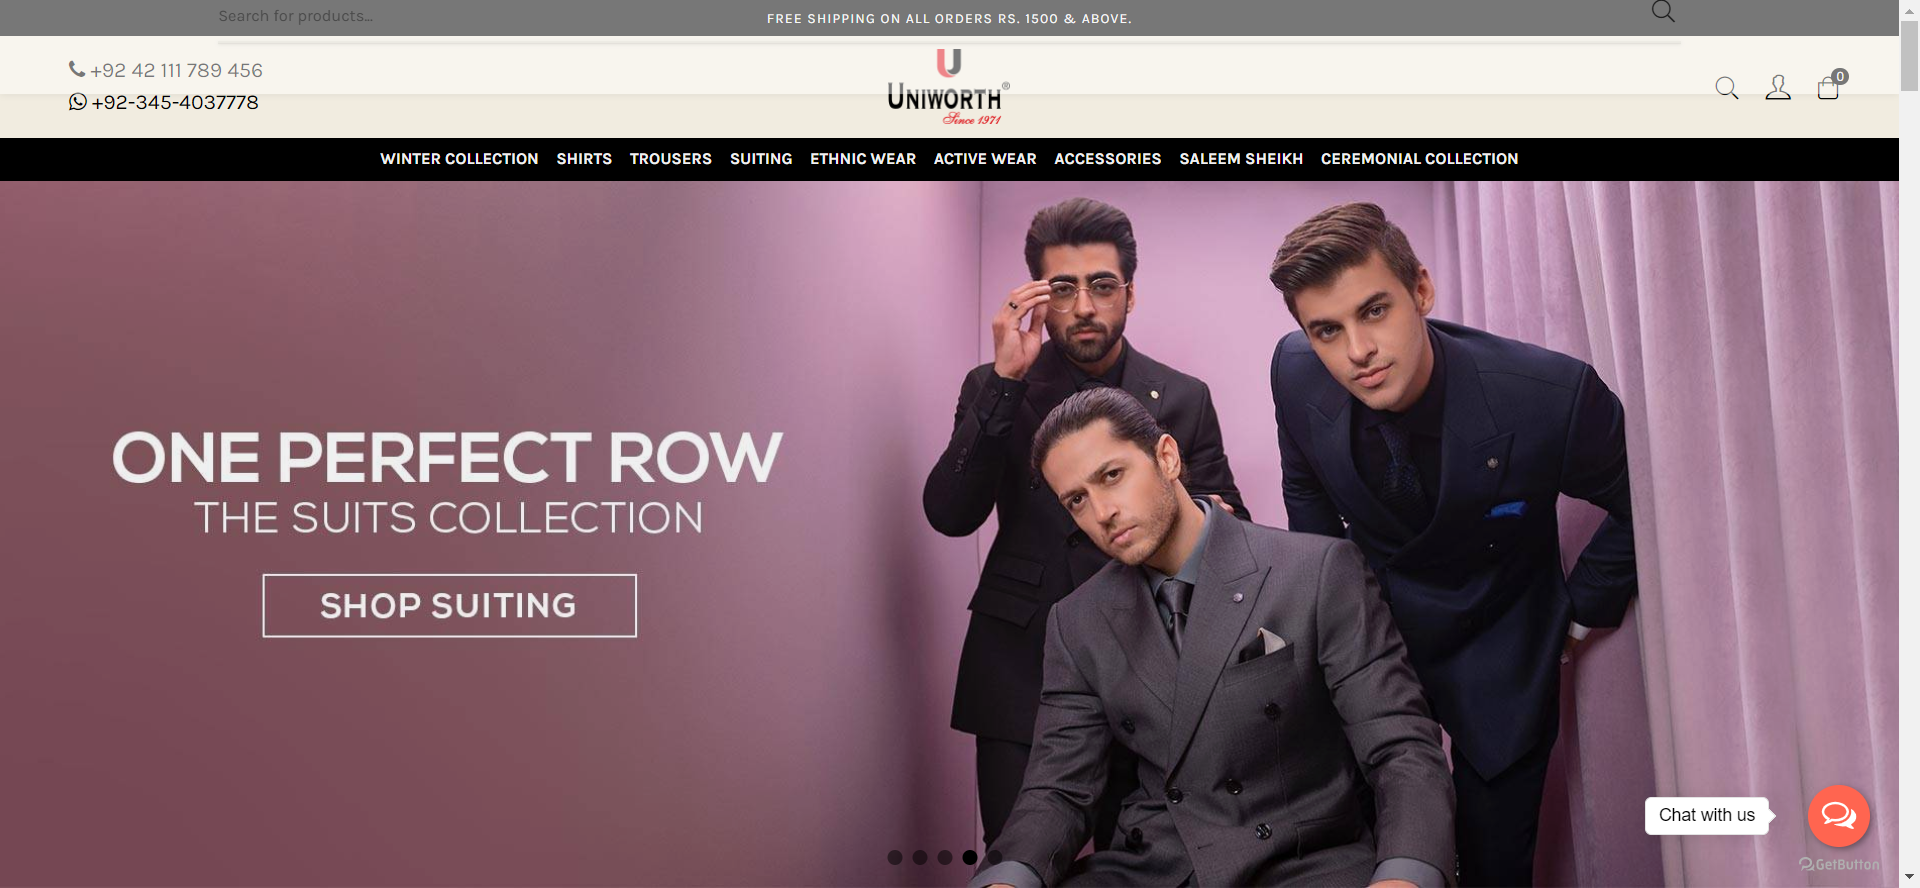 Search for products...
FREE SHIPPING ON ALL ORDERS RS. 1500 & ABOVE.
+92 42 111 789 456
+92-345-4037778
U
UNIWORTH®
Since 1971
0
WINTER COLLECTION SHIRTS TROUSERS SUITING ETHNIC WEAR ACTIVE WEAR ACCESSORIES SALEEM SHEIKH CEREMONIAL COLLECTION
ONE PERFECT ROW
THE SUITS COLLECTION
SHOP SUITING
Chat with us
GetButton